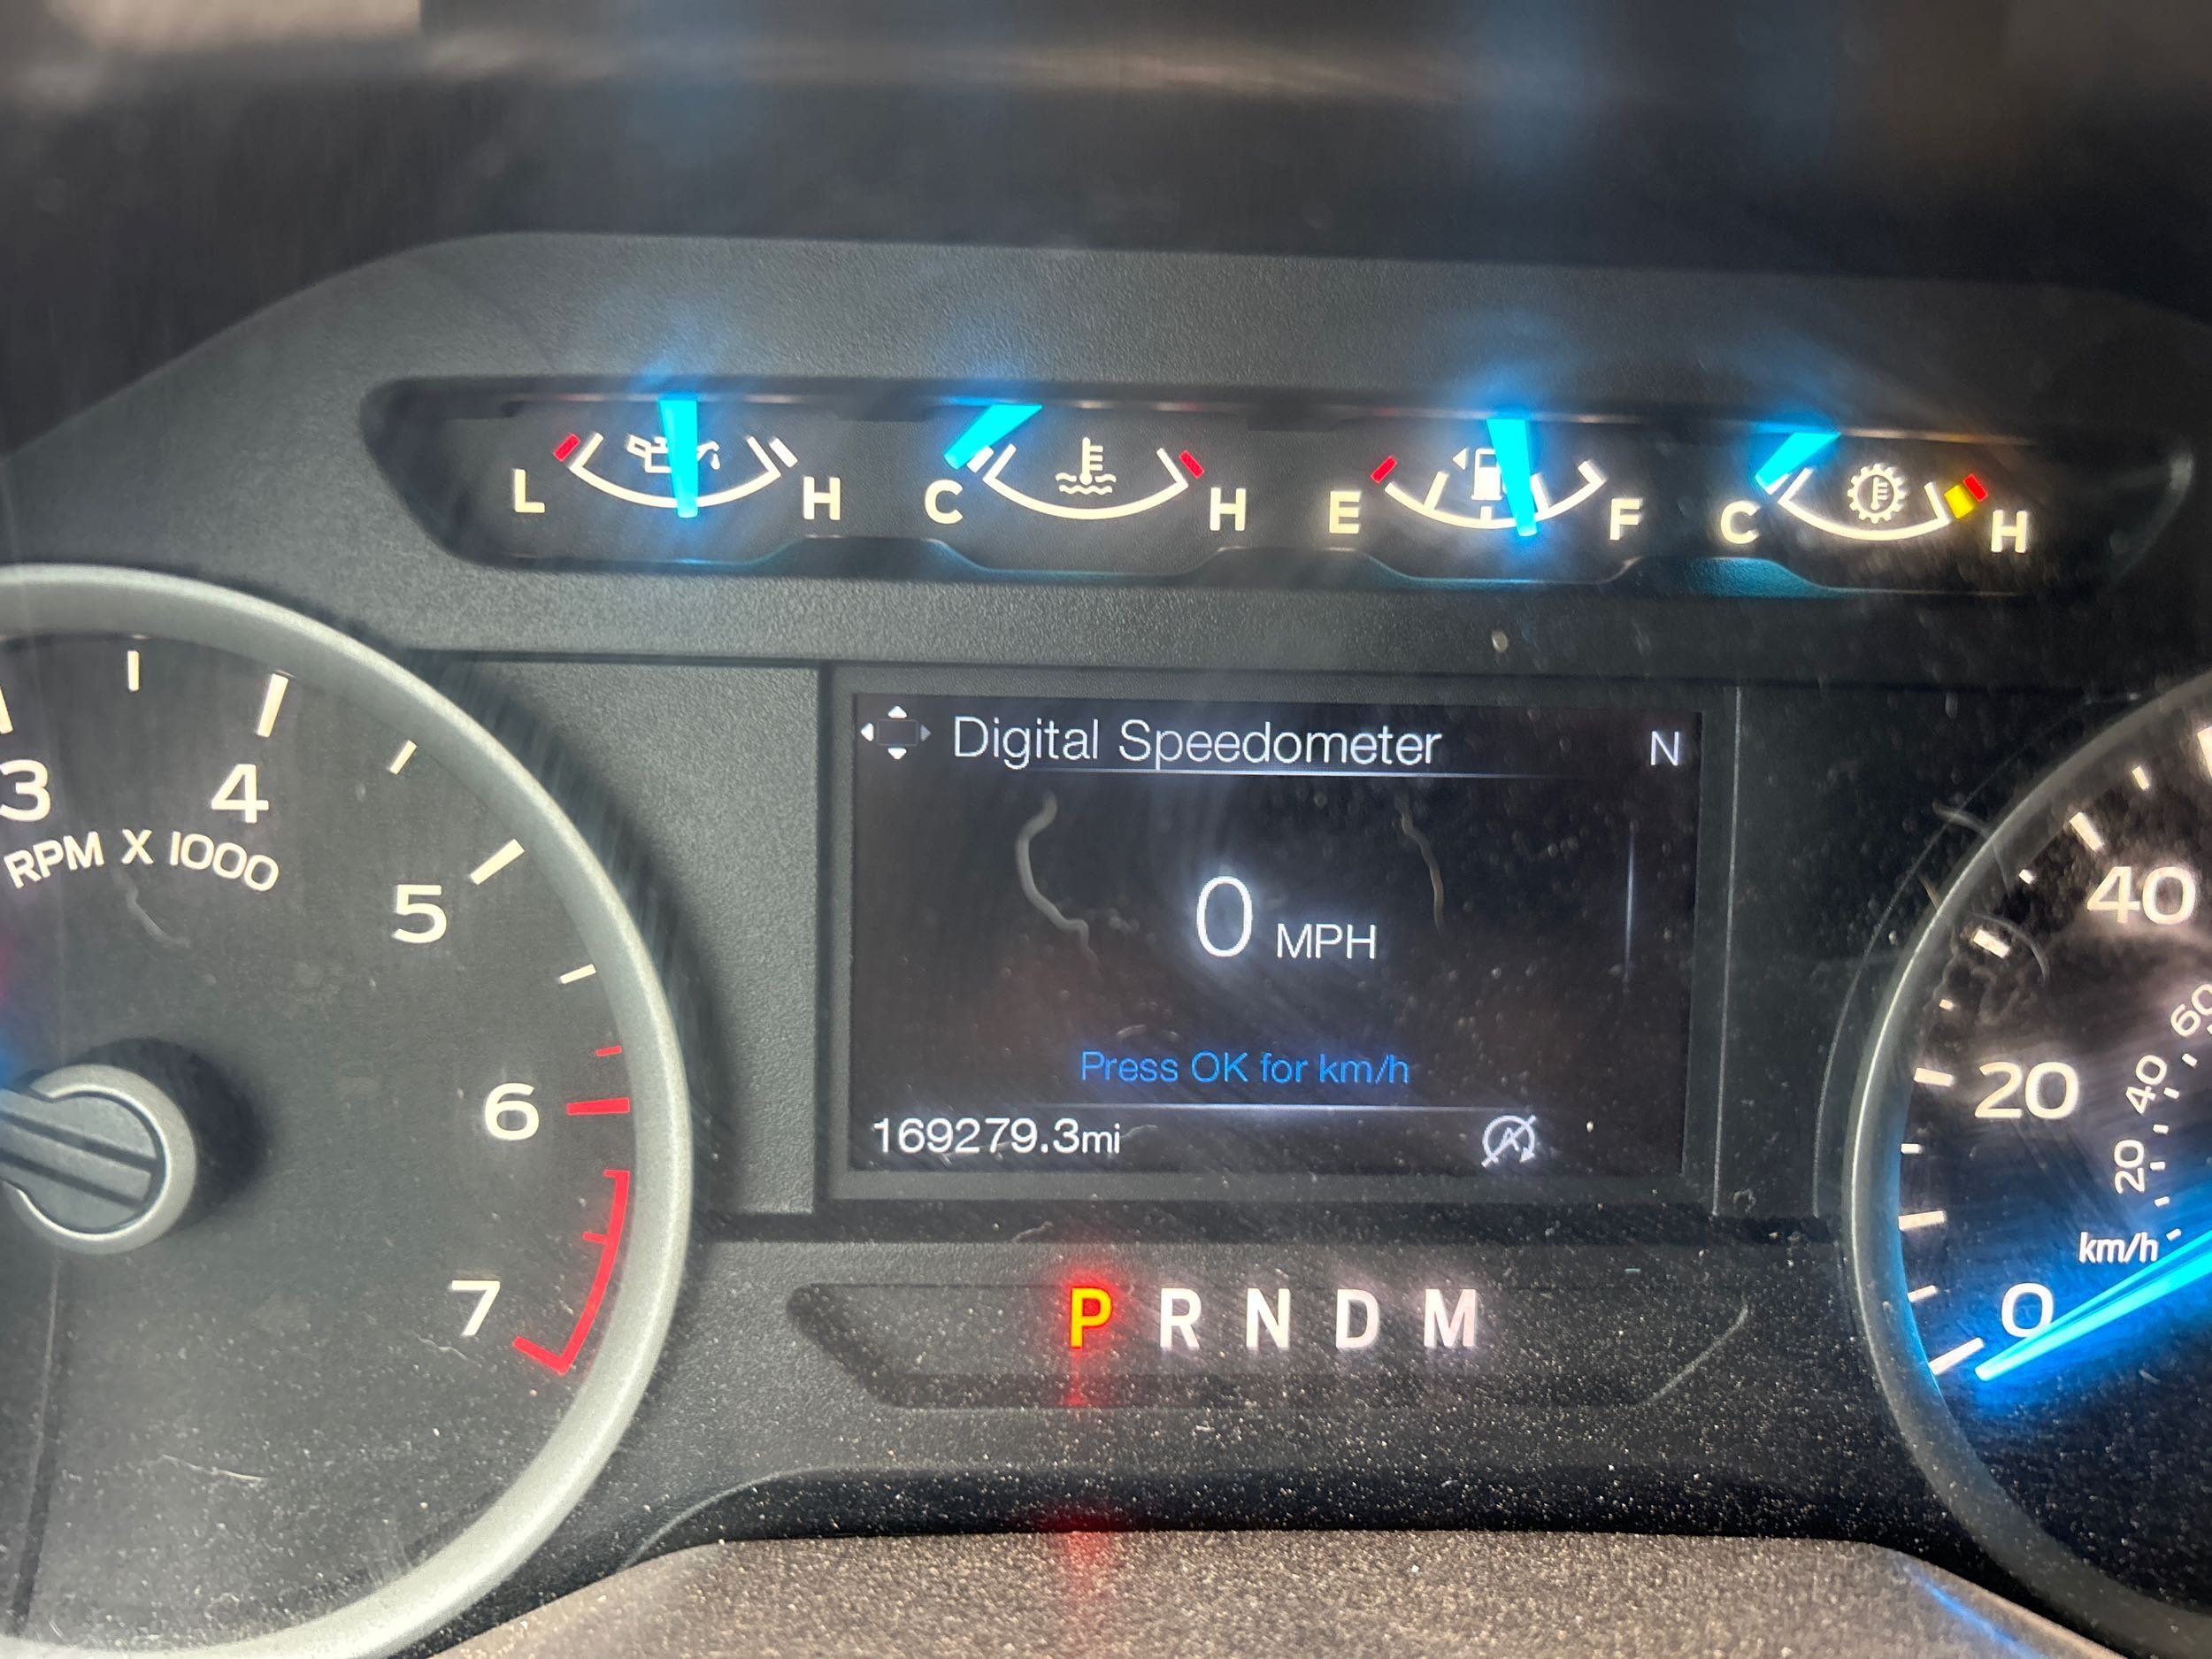 L H C H E F C H
3 4 5 6 7
RPM X 1000
Digital Speedometer N
0 MPH
Press OK for km/h
169279.3mi
P R N D M
40
20
0
60
40
20
km/h